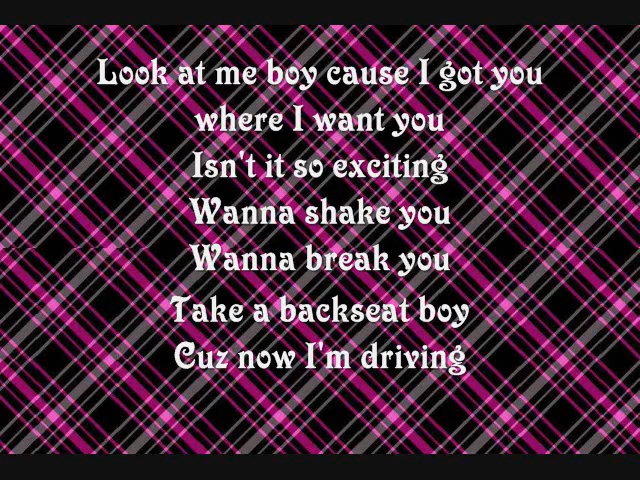 Look at me boy cause I got you
where I want you
Isn't it so exciting
Wanna shake you
Wanna break you
Take a backseat boy
Cuz now I'm driving